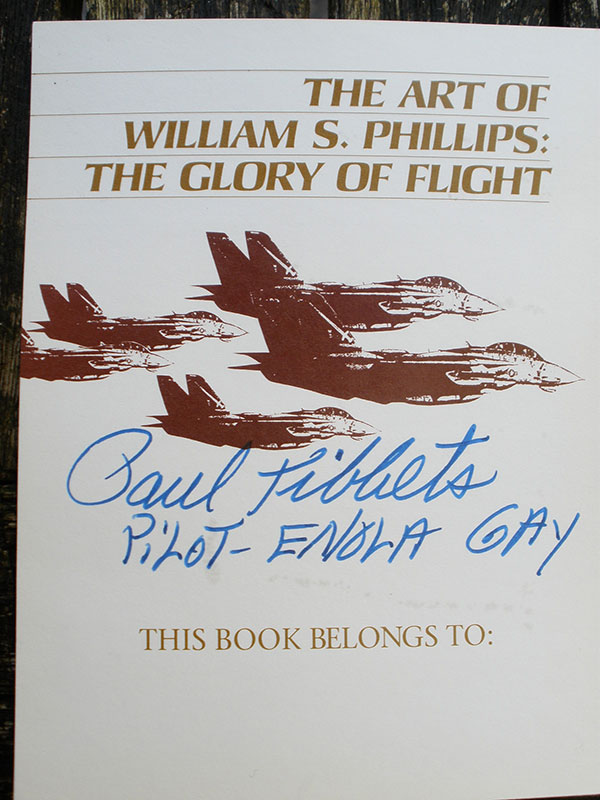 THE ART OF
WILLIAM S. PHILLIPS:
THE GLORY OF FLIGHT
Paul Tibbets
PILOT- ENOLA GAY
THIS BOOK BELONGS TO: